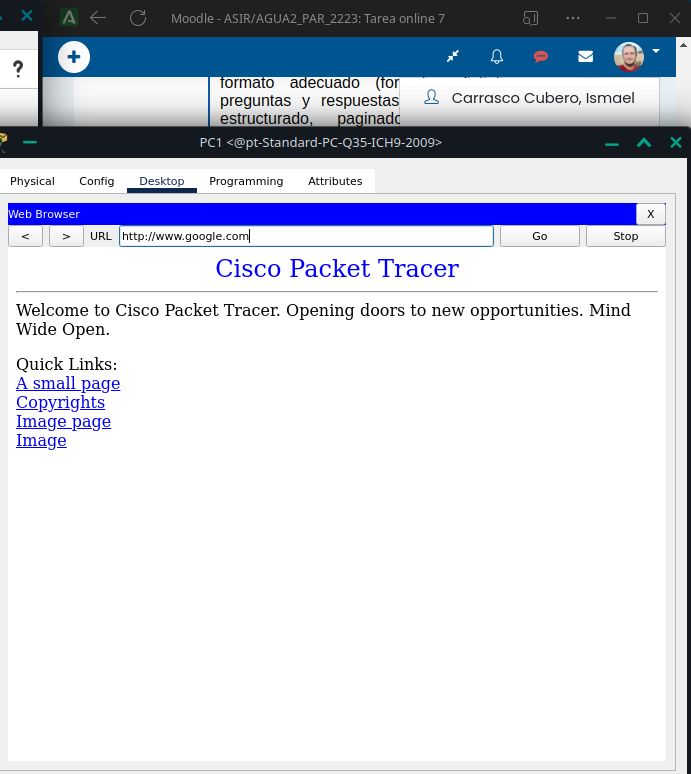 Moodle - ASIR/AGUA2_PAR_2223: Tarea online 7
?
formato adecuado (for
preguntas y respuestas
Carrasco Cubero, Ismael
estructurado, paginado
PC1 <@pt-Standard-PC-Q35-ICH9-2009>
Physical Config Desktop Programming Attributes
Web Browser X
< > URL http://www.google.com Go Stop
Cisco Packet Tracer
Welcome to Cisco Packet Tracer. Opening doors to new opportunities. Mind
Wide Open.
Quick Links:
A small page
Copyrights
Image page
Image